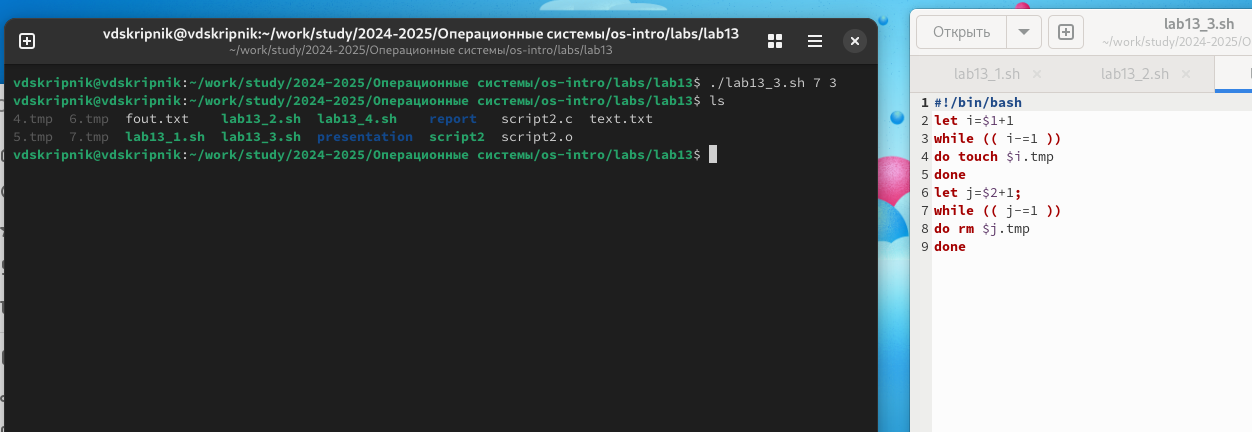 vdskripnik@vdskripnik:~/work/study/2024-2025/Операционные системы/os-intro/labs/lab13
~/work/study/2024-2025/Операционные системы/os-intro/labs/lab13
vdskripnik@vdskripnik:~/work/study/2024-2025/Операционные системы/os-intro/labs/lab13$ ./lab13_3.sh 7 3
vdskripnik@vdskripnik:~/work/study/2024-2025/Операционные системы/os-intro/labs/lab13$ ls
4.tmp 6.tmp fout.txt lab13_2.sh lab13_4.sh report script2.c text.txt
5.tmp 7.tmp lab13_1.sh lab13_3.sh presentation script2 script2.o
vdskripnik@vdskripnik:~/work/study/2024-2025/Операционные системы/os-intro/labs/lab13$
Открыть
lab13_3.sh
~/work/study/2024-2025/О
lab13_1.sh
lab13_2.sh
1 #!/bin/bash
2 let i=$1+1
3 while (( i-=1 ))
4 do touch $i.tmp
5 done
6 let j=$2+1;
7 while (( j-=1 ))
8 do rm $j.tmp
9 done